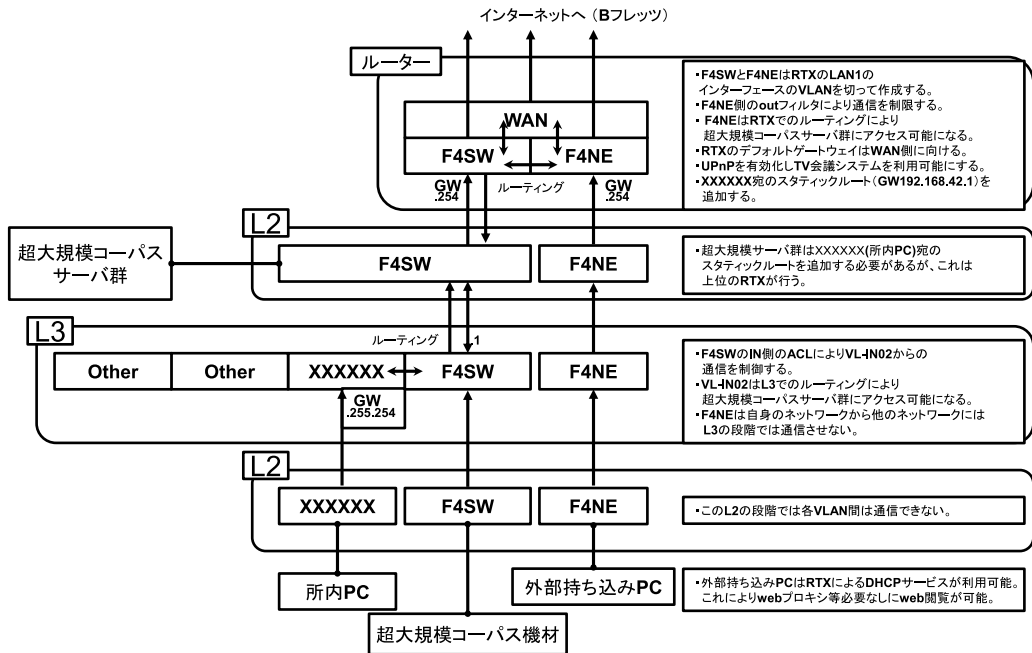 インターネットへ（Bフレッツ）
ルーター
WAN
F4SW
F4NE
GW
.254
ルーティング
GW
.254
・F4SWとF4NEはRTXのLAN1の
インターフェースのVLANを切って作成する。
・F4NE側のoutフィルタにより通信を制限する。
・F4NEはRTXでのルーティングにより
超大規模コーパスサーバ群にアクセス可能になる。
・RTXのデフォルトゲートウェイはWAN側に向ける。
・UPnPを有効化しTV会議システムを利用可能にする。
・XXXXXX宛のスタティックルート（GW192.168.42.1）を
追加する。
L2
超大規模コーパス
サーバ群
F4SW
F4NE
・超大規模サーバ群はXXXXXX(所内PC)宛の
スタティックルートを追加する必要があるが、これは
上位のRTXが行う。
L3
ルーティング
.1
Other
Other
XXXXXX
F4SW
F4NE
GW
.255.254
・F4SWのIN側のACLによりVL-IN02からの
通信を制御する。
・VL-IN02はL3でのルーティングにより
超大規模コーパスサーバ群にアクセス可能になる。
・F4NEは自身のネットワークから他のネットワークには
L3の段階では通信させない。
L2
XXXXXX
F4SW
F4NE
・このL2の段階では各VLAN間は通信できない。
所内PC
外部持ち込みPC
超大規模コーパス機材
・外部持ち込みPCはRTXによるDHCPサービスが利用可能。
これによりwebプロキシ等必要なしにweb閲覧が可能。